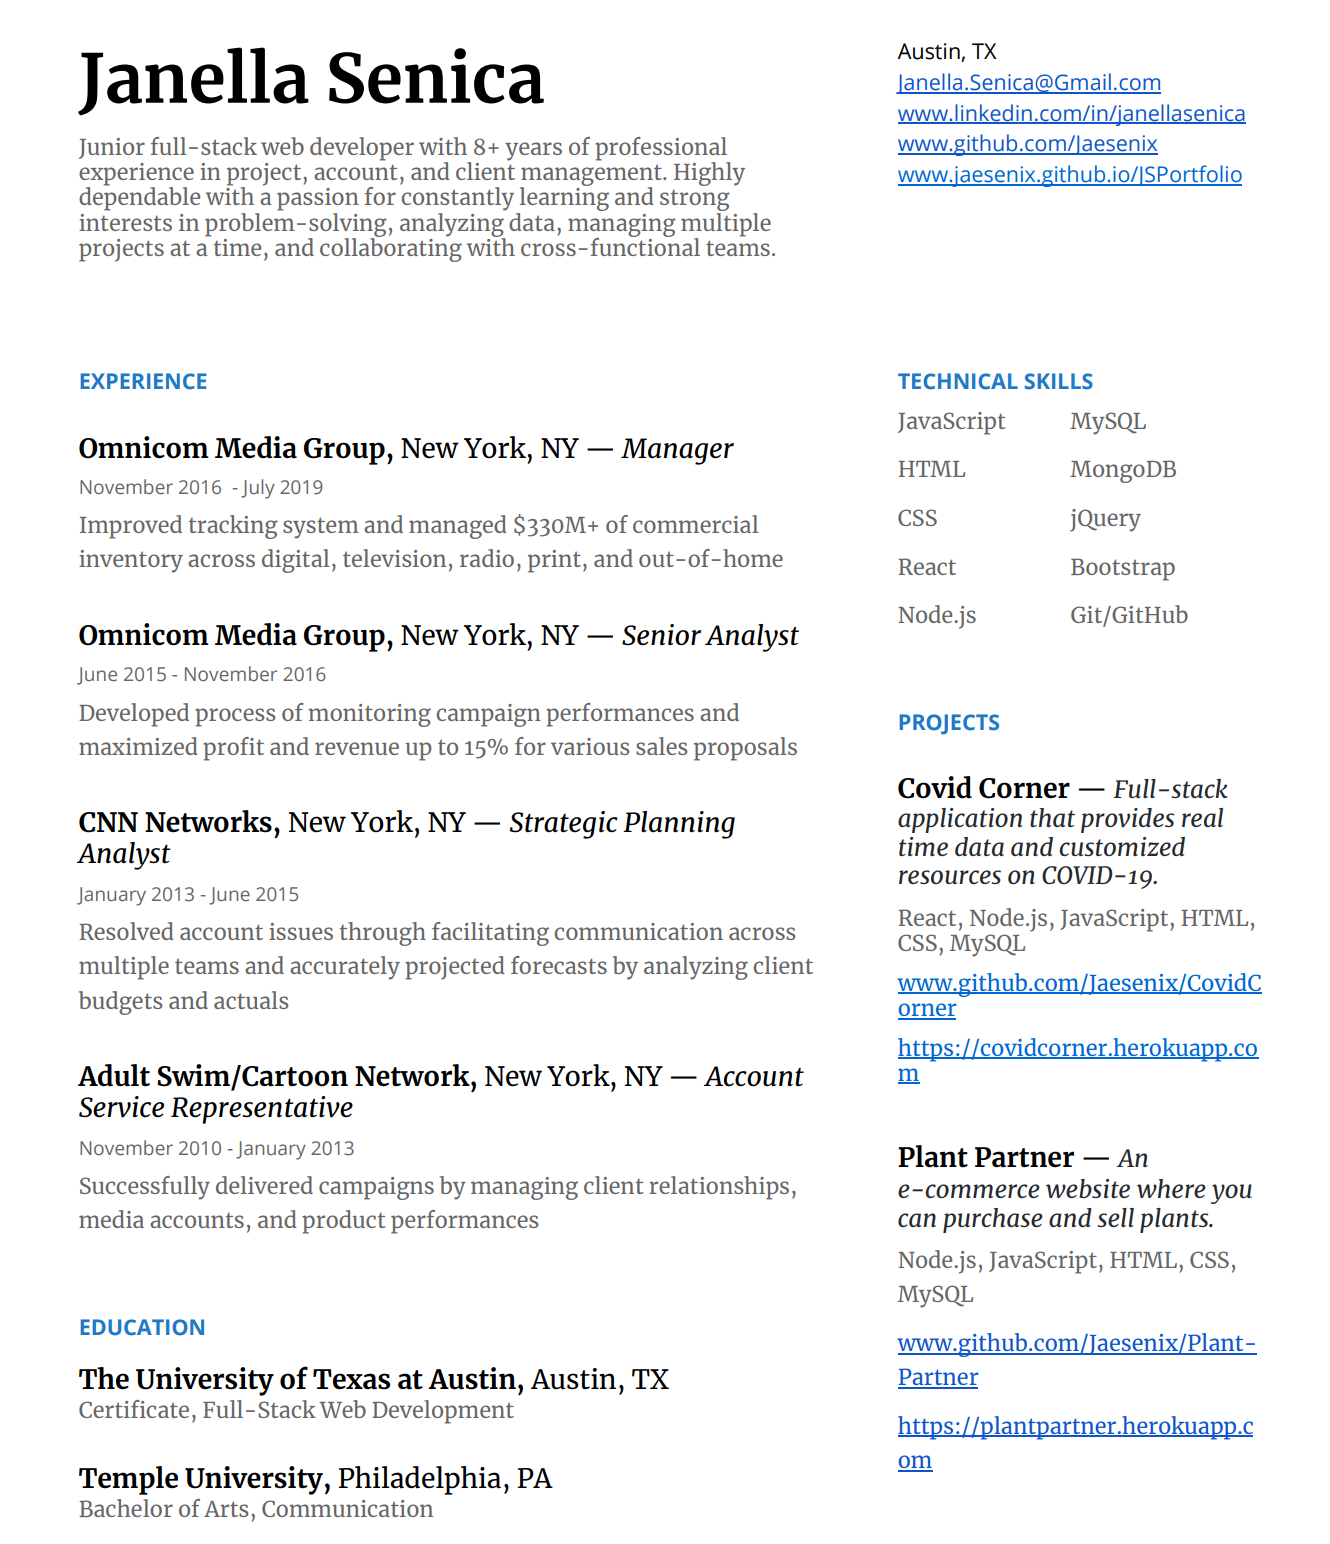 Janella Senica
Junior full-stack web developer with 8+ years of professional
experience in project, account, and client management. Highly
dependable with a passion for constantly learning and strong
interests in problem-solving, analyzing data, managing multiple
projects at a time, and collaborating with cross-functional teams.
Austin, TX
Janella.Senica@Gmail.com
www.linkedin.com/in/janellasenica
www.github.com/Jaesenix
www.jaesenix.github.io/JSPortfolio
EXPERIENCE
Omnicom Media Group, New York, NY — Manager
November 2016  - July 2019
Improved tracking system and managed $330M+ of commercial
inventory across digital, television, radio, print, and out-of-home
Omnicom Media Group, New York, NY — Senior Analyst
June 2015 - November 2016
Developed process of monitoring campaign performances and
maximized profit and revenue up to 15% for various sales proposals
CNN Networks, New York, NY — Strategic Planning
Analyst
January 2013 - June 2015
Resolved account issues through facilitating communication across
multiple teams and accurately projected forecasts by analyzing client
budgets and actuals
Adult Swim/Cartoon Network, New York, NY — Account
Service Representative
November 2010 - January 2013
Successfully delivered campaigns by managing client relationships,
media accounts, and product performances
EDUCATION
The University of Texas at Austin, Austin, TX
Certificate, Full-Stack Web Development
Temple University, Philadelphia, PA
Bachelor of Arts, Communication
TECHNICAL SKILLS
JavaScript MySQL
HTML MongoDB
CSS jQuery
React Bootstrap
Node.js Git/GitHub
PROJECTS
Covid Corner — Full-stack
application that provides real
time data and customized
resources on COVID-19.
React, Node.js, JavaScript, HTML,
CSS, MySQL
www.github.com/Jaesenix/CovidC
orner
https://covidcorner.herokuapp.co
m
Plant Partner — An
e-commerce website where you
can purchase and sell plants.
Node.js, JavaScript, HTML, CSS,
MySQL
www.github.com/Jaesenix/Plant-
Partner
https://plantpartner.herokuapp.c
om